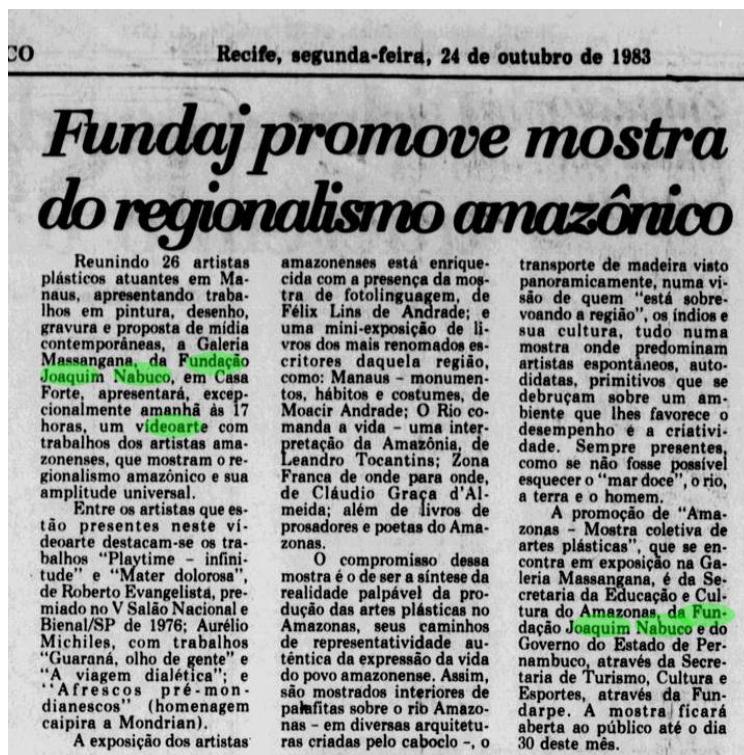 CO
Recife, segunda-feira, 24 de outubro de 1983
Fundaj promove mostra
do regionalismo amazônico
Reunindo 26 artistas
plásticos atuantes em Ma-
naus, apresentando traba-
lhos em pintura, desenho,
gravura e proposta de mídia
contemporâneas, a Galeria
Massangana, da Fundação
Joaquim Nabuco, em Casa
Forte, apresentará, excep-
cionalmente amanhã às 17
horas, um vídeoarte com
trabalhos dos artistas ama-
zonenses, que mostram o re-
gionalismo amazônico e sua
amplitude universal.
Entre os artistas que es-
tão presentes neste ví-
deoarte destacam-se os tra-
balhos "Playtime - infini-
tude" e "Mater dolorosa",
de Roberto Evangelista, pre-
miado no V Salão Nacional e
Bienal/SP de 1976; Aurélio
Michiles, com trabalhos
"Guaraná, olho de gente" e
"A viagem dialética"; e
"Afrescos pré-mon-
dianescos" (homenagem
caipira a Mondrian).
A exposição dos artistas
amazonenses está enrique-
cida com a presença da mos-
tra de fotolinguagem, de
Félix Lins de Andrade; e
uma mini-exposição de li-
vros dos mais renomados es-
critores daquela região,
como: Manaus - monumen-
tos, hábitos e costumes, de
Moacir Andrade; O Rio co-
manda a vida - uma inter-
pretação da Amazônia, de
Leandro Tocantins; Zona
Franca de onde para onde,
de Cláudio Graça d'Al-
meida; além de livros de
prosadores e poetas do Ama-
zonas.
O compromisso dessa
mostra é o de ser a síntese da
realidade palpável da pro-
dução das artes plásticas no
Amazonas, seus caminhos
de representatividade au-
têntica da expressão da vida
do povo amazonense. Assim,
são mostrados interiores de
palafitas sobre o rib Amazo-
nas - em diversas arquitetu-
ras criadas pelo caboclo -, o
transporte de madeira visto
panoramicamente, numa vi-
são de quem "está sobre-
voando a região", os índios e
sua cultura, tudo numa
mostra onde predominam
artistas espontâneos, auto-
didatas, primitivos que se
debruçam sobre um am-
biente que lhes favorece o
desempenho é a criativi-
dade. Sempre presentes,
como se não fosse possível
esquecer o "mar doce", o rio,
a terra e o homem.
A promoção de "Ama-
zonas - Mostra coletiva de
artes plásticas", que se en-
contra em exposição na Ga-
leria Massangana, é da Se-
cretaria da Educação e Cul-
tura do Amazonas, da Fun-
dação Joaquim Nabuco e do
Governo do Estado de Per-
nambuco, através da Secre-
taria de Turismo, Cultura e
Esportes, através da Fun-
darpe. A mostra ficará
aberta ao público até o dia
30 deste mês.